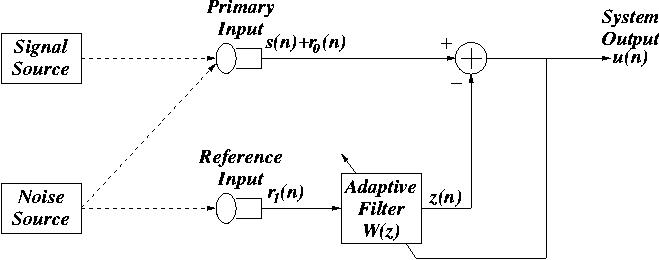 Primary
Input
System
Output
u(n)
Signal
Source
s(n)+r₀(n)
+
−
Reference
Input
Noise
Source
r₁(n)
Adaptive
Filter
W(z)
z(n)